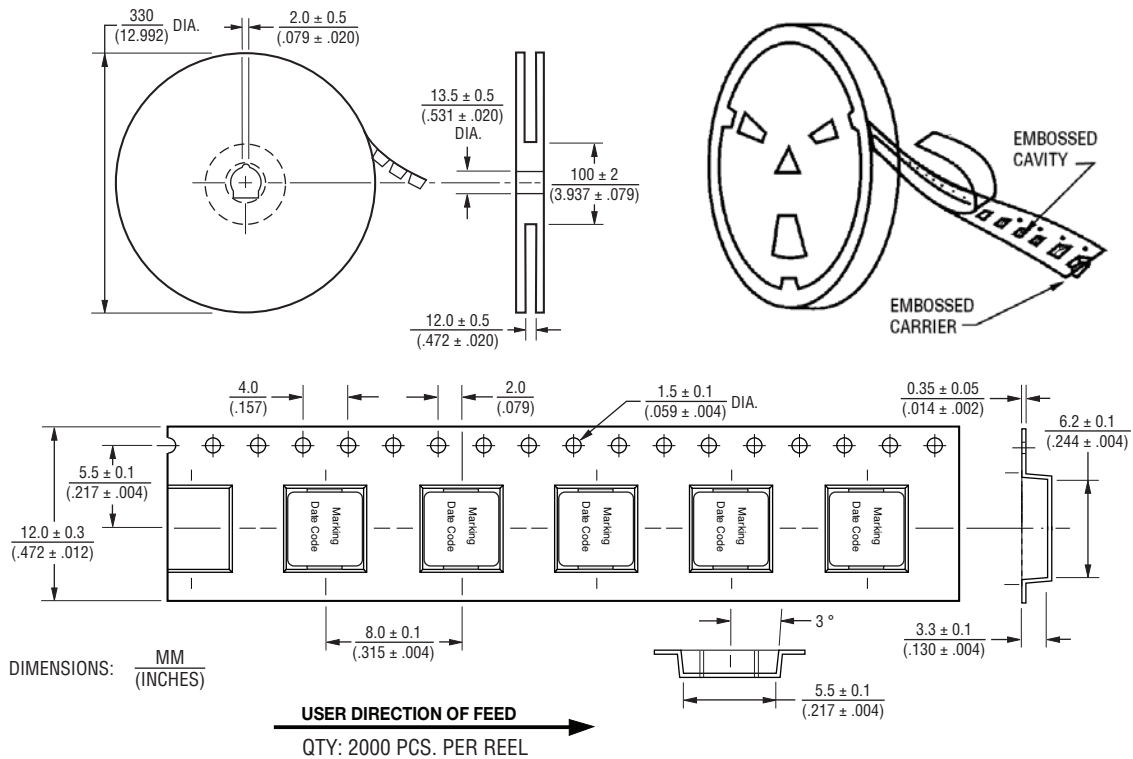 330
(12.992)
DIA.
2.0 ± 0.5
(.079 ± .020)
13.5 ± 0.5
(.531 ± .020)
DIA.
100 ± 2
(3.937 ± .079)
12.0 ± 0.5
(.472 ± .020)
EMBOSSED
CAVITY
EMBOSSED
CARRIER
4.0
(.157)
2.0
(.079)
1.5 ± 0.1
(.059 ± .004)
DIA.
0.35 ± 0.05
(.014 ± .002)
6.2 ± 0.1
(.244 ± .004)
5.5 ± 0.1
(.217 ± .004)
12.0 ± 0.3
(.472 ± .012)
Marking
Date Code
Marking
Date Code
Marking
Date Code
Marking
Date Code
Marking
Date Code
8.0 ± 0.1
(.315 ± .004)
3 °
3.3 ± 0.1
(.130 ± .004)
DIMENSIONS: MM
(INCHES)
5.5 ± 0.1
(.217 ± .004)
USER DIRECTION OF FEED
QTY: 2000 PCS. PER REEL